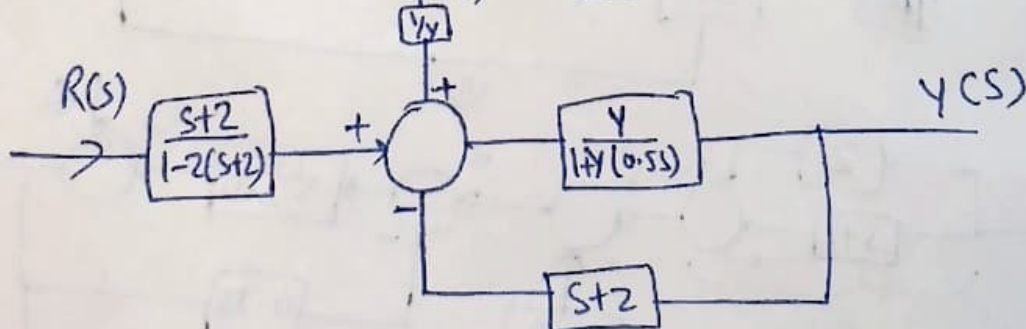 1/y
+
R(s)
s+2
1-2(s+2)
+
y
1+y(0.5s)
Y(S)
-
S+2